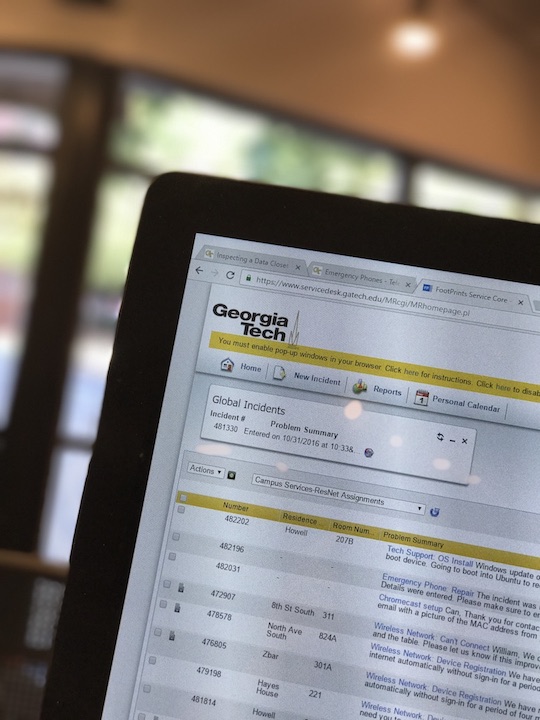 Inspecting a Data Closet
Emergency Phones - Tel
FootPrints Service Core -
https://www.servicedesk.gatech.edu/MRcgi/MRhomepage.pl
Georgia
Tech
You must enable pop-up windows in your browser. Click here for instructions. Click here to disab
Home New Incident Reports Personal Calendar
Global Incidents
Incident # Problem Summary
481330 Entered on 10/31/2016 at 10:33&...
Actions Campus Services-ResNet Assignments
Number Residence... Room Num... Problem Summary
482202 Howell 207B Tech Support: OS Install Windows update
boot device. Going to boot into Ubuntu to
482196 - - Emergency Phone: Repair The incident was
Details were entered. Please make sure to
482031 - - Chromecast setup Can, Thank you for
email with a picture of the MAC address from
472907 8th St South 311 Wireless Network: Can't Connect William, We
and the table. Please let us know if this
478578 North Ave South 824A Wireless Network: Device Registration We have
internet automatically without sign-in for a period
476805 Zbar 301A Wireless Network: Device Registration We have
automatically without sign-in for a period of
479198 Hayes House 221 Wireless Network: Device Registration We have
need you
481814 Howell